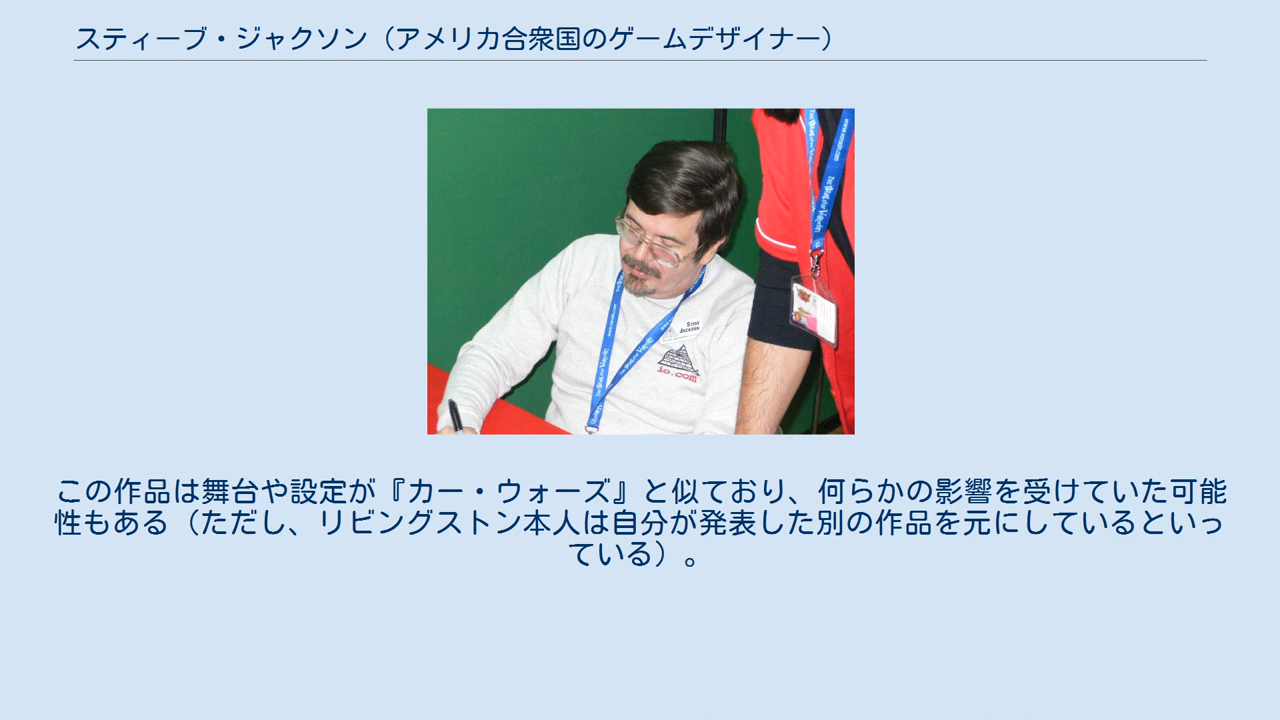 スティーブ・ジャクソン（アメリカ合衆国のゲームデザイナー）
STEVE
JACKSON
io.com
この作品は舞台や設定が『カー・ウォーズ』と似ており、何らかの影響を受けていた可能
性もある（ただし、リビングストン本人は自分が発表した別の作品を元にしているといっ
ている）。